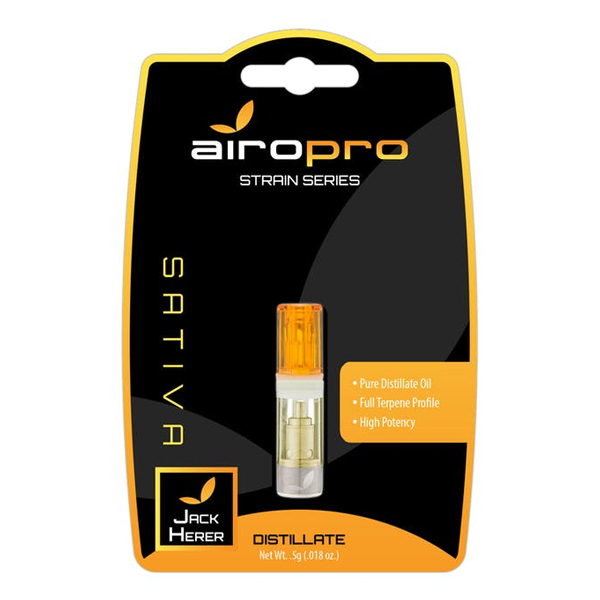 airopro
STRAIN SERIES
SATIVA
• Pure Distillate Oil
• Full Terpene Profile
• High Potency
JACK
HERER
DISTILLATE
Net Wt. .5g (.018 oz.)